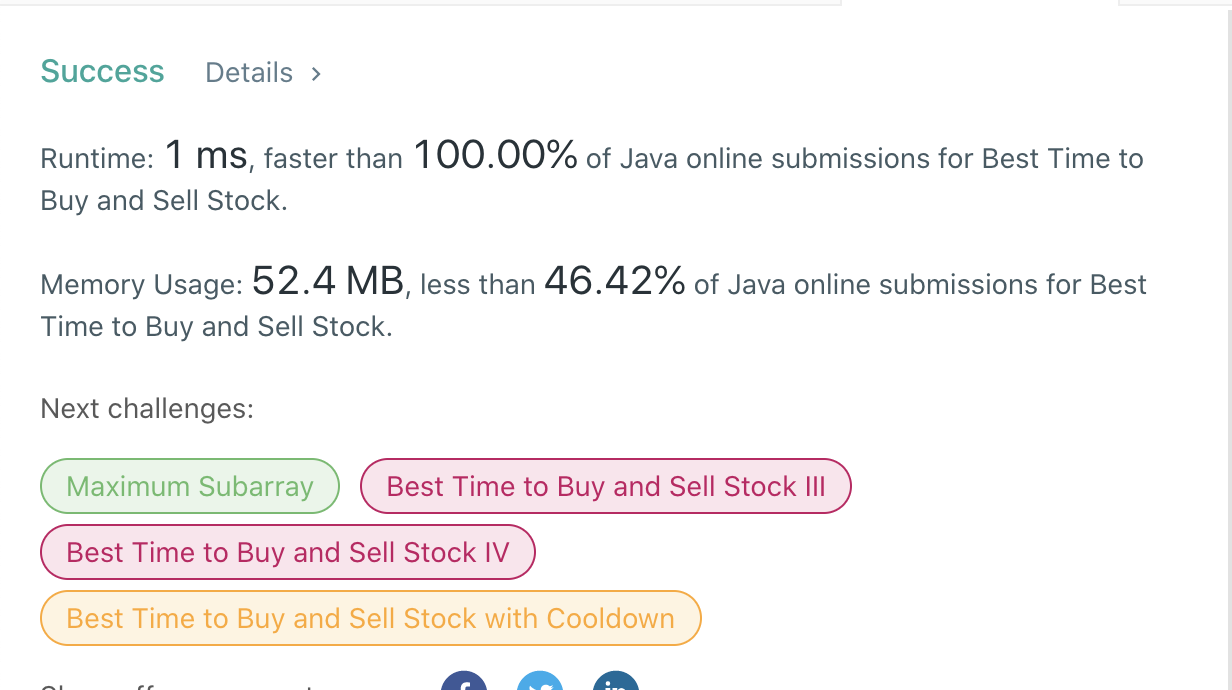 Success Details >
Runtime: 1 ms, faster than 100.00% of Java online submissions for Best Time to
Buy and Sell Stock.
Memory Usage: 52.4 MB, less than 46.42% of Java online submissions for Best
Time to Buy and Sell Stock.
Next challenges:
Maximum Subarray Best Time to Buy and Sell Stock III
Best Time to Buy and Sell Stock IV
Best Time to Buy and Sell Stock with Cooldown